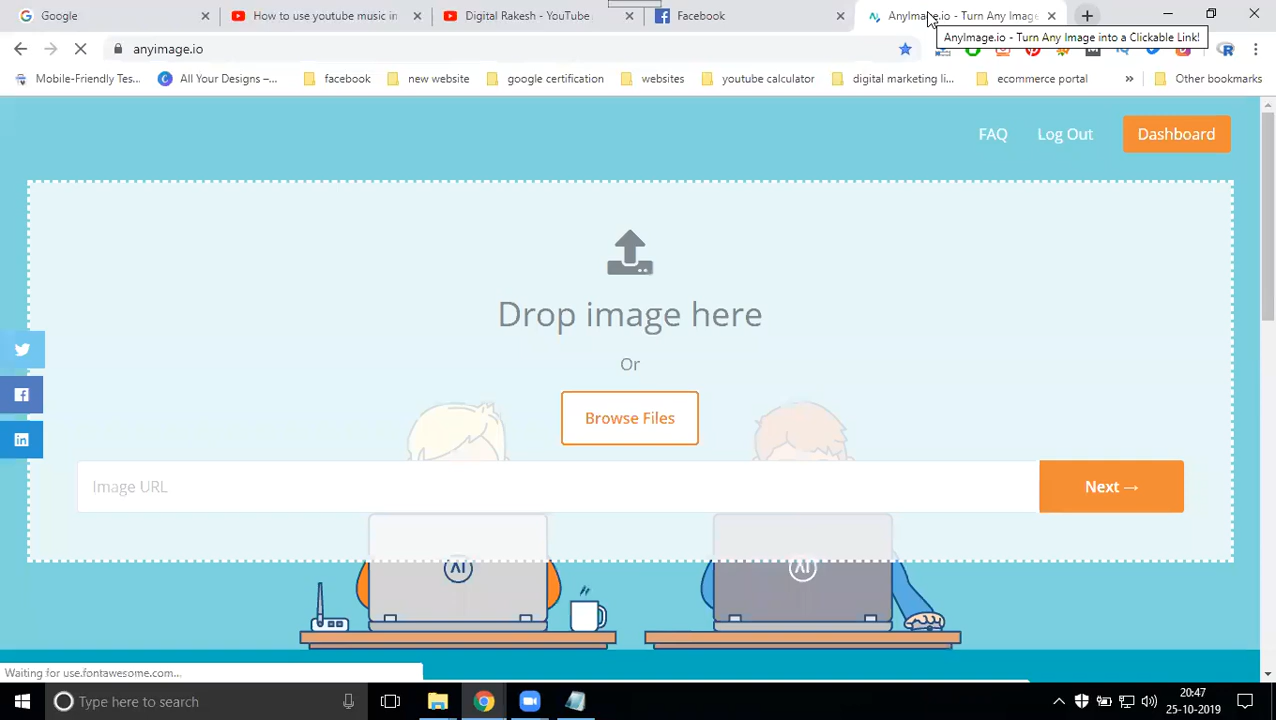 Google
How to use youtube music in
Digital Rakesh - YouTube
Facebook
AnyImage.io - Turn Any Image
AnyImage.io - Turn Any Image into a Clickable Link!
anyimage.io
Mobile-Friendly Tes...
All Your Designs –...
facebook
new website
google certification
websites
youtube calculator
digital marketing li...
ecommerce portal
Other bookmarks
FAQ
Log Out
Dashboard
Drop image here
Or
Browse Files
Image URL
Next →
Waiting for use.fontawesome.com...
Type here to search
20:47
25-10-2019